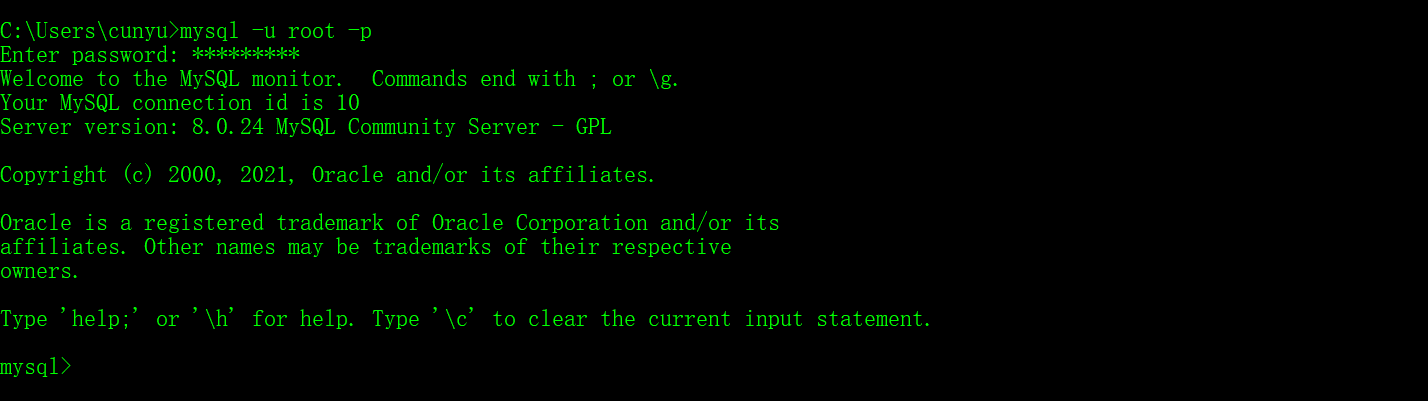 C:\Users\cunyu>mysql -u root -p
Enter password: *********
Welcome to the MySQL monitor.  Commands end with ; or \g.
Your MySQL connection id is 10
Server version: 8.0.24 MySQL Community Server - GPL
Copyright (c) 2000, 2021, Oracle and/or its affiliates.
Oracle is a registered trademark of Oracle Corporation and/or its
affiliates. Other names may be trademarks of their respective
owners.
Type 'help;' or '\h' for help. Type '\c' to clear the current input statement.
mysql>